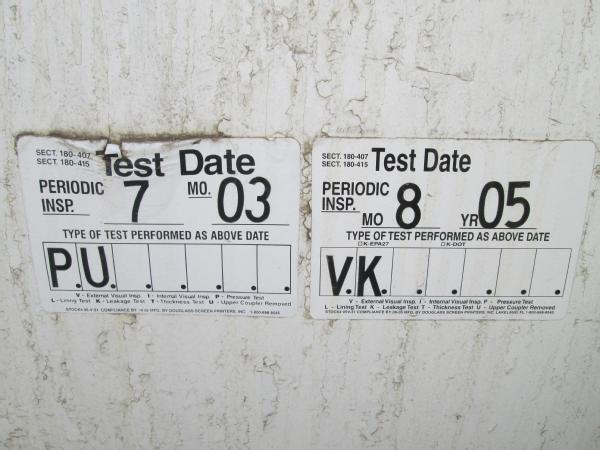 SECT. 180-407
SECT. 180-415
Test Date
PERIODIC INSP.
7 MO. 03
TYPE OF TEST PERFORMED AS ABOVE DATE
P.U. . . . .
V - External Visual Insp. I - Internal Visual Insp. P - Pressure Test
L - Lining Test K - Leakage Test T - Thickness Test U - Upper Coupler Removed
SECT. 180-407
SECT. 180-415
Test Date
PERIODIC INSP.
MO 8 YR 05
TYPE OF TEST PERFORMED AS ABOVE DATE
□K-EPA27 □K-DOT
V.K. . . . .
V - External Visual Insp. I - Internal Visual Insp. P - Pressure Test
L - Lining Test K - Leakage Test T - Thickness Test U - Upper Coupler Removed